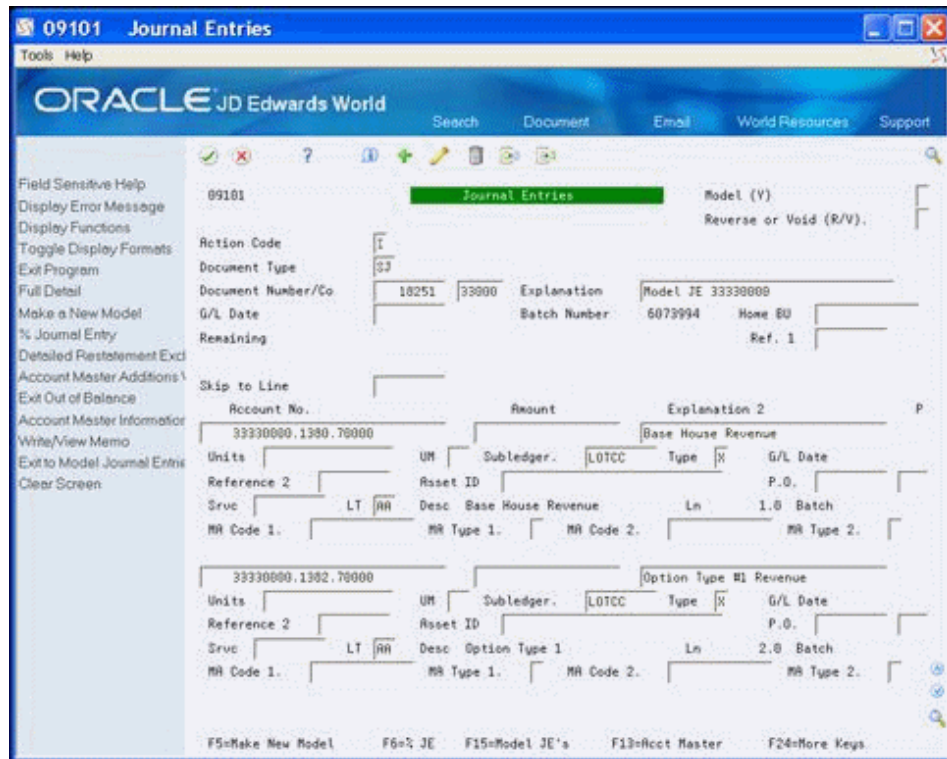 09101 Journal Entries
Tools Help
ORACLE JD Edwards World
Search Document Email World Resources Support
Field Sensitive Help
Display Error Message
Display Functions
Toggle Display Formats
Exit Program
Full Detail
Make a New Model
% Journal Entry
Detailed Restatement Excl
Account Master Additions
Exit Out of Balance
Account Master Information
Write/View Memo
Exit to Model Journal Entrie
Clear Screen
09101 Journal Entries Model (Y)
Reverse or Void (R/V).
Action Code I
Document Type SJ
Document Number/Co 18251 33000 Explanation Model JE 33330000
G/L Date Batch Number 6073994 Home BU
Remaining Ref. 1
Skip to Line
Account No. Amount Explanation 2 P
33330000.1380.70000 Base House Revenue
Units UM Subledger. LOTCC Type X G/L Date
Reference 2 Asset ID P.O.
Srvc LT AA Desc Base House Revenue Ln 1.0 Batch
MA Code 1. MA Type 1. MA Code 2. MA Type 2.
33330000.1382.70000 Option Type #1 Revenue
Units UM Subledger. LOTCC Type X G/L Date
Reference 2 Asset ID P.O.
Srvc LT AA Desc Option Type 1 Ln 2.0 Batch
MA Code 1. MA Type 1. MA Code 2. MA Type 2.
F5=Make New Model F6=% JE F15=Model JE's F13=Acct Master F24=More Keys